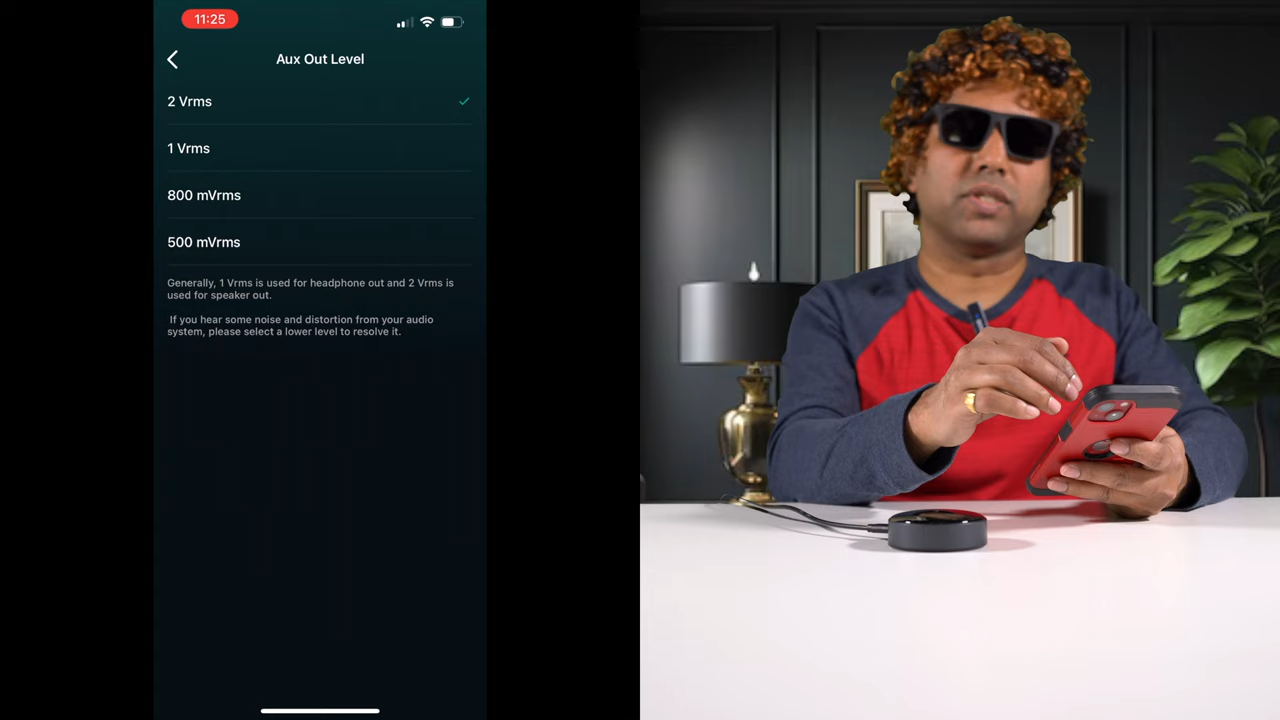 11:25
Aux Out Level
2 Vrms
1 Vrms
800 mVrms
500 mVrms
Generally, 1 Vrms is used for headphone out and 2 Vrms is
used for speaker out.
If you hear some noise and distortion from your audio
system, please select a lower level to resolve it.